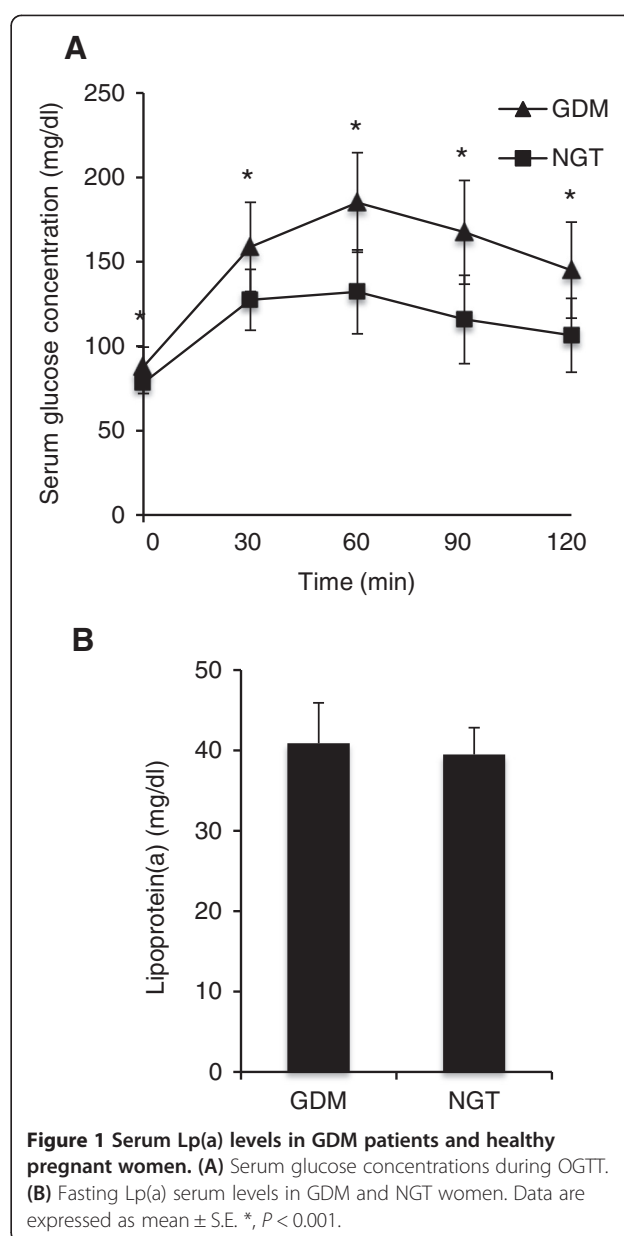 A
250
200
150
100
50
0
Serum glucose concentration (mg/dl)
* * * * *
GDM
NGT
0 30 60 90 120
Time (min)
B
50
40
30
20
10
0
Lipoprotein(a) (mg/dl)
GDM NGT
Figure 1 Serum Lp(a) levels in GDM patients and healthy
pregnant women. (A) Serum glucose concentrations during OGTT.
(B) Fasting Lp(a) serum levels in GDM and NGT women. Data are
expressed as mean ± S.E. *, P < 0.001.